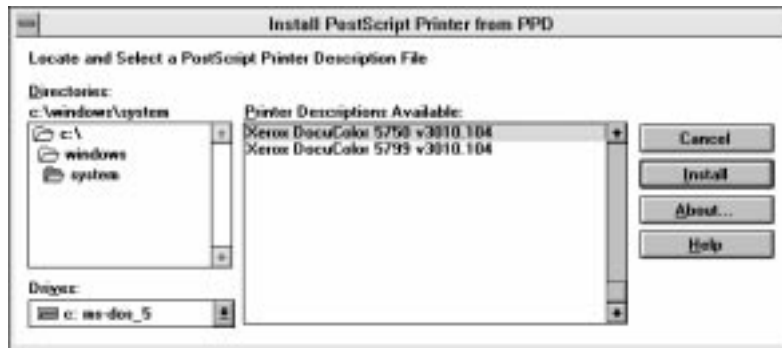 Install PostScript Printer from PPD
Locate and Select a PostScript Printer Description File
Directories:
c:\windows\system
c:\
windows
system
Drives:
c: ms-dos_5
Printer Descriptions Available:
Xerox DocuColor 5750 v3010.104
Xerox DocuColor 5799 v3010.104
Cancel
Install
About...
Help